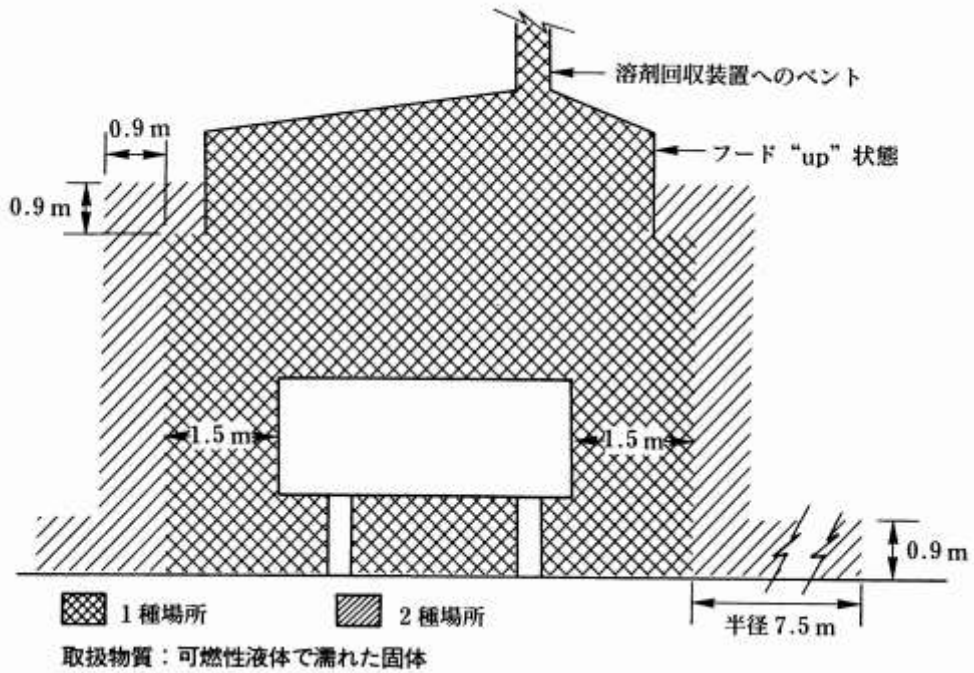 溶剤回収装置へのベント
0.9 m
フード “up” 状態
0.9 m
1.5 m
1.5 m
0.9 m
1種場所
2種場所
半径 7.5 m
取扱物質：可燃性液体で濡れた固体